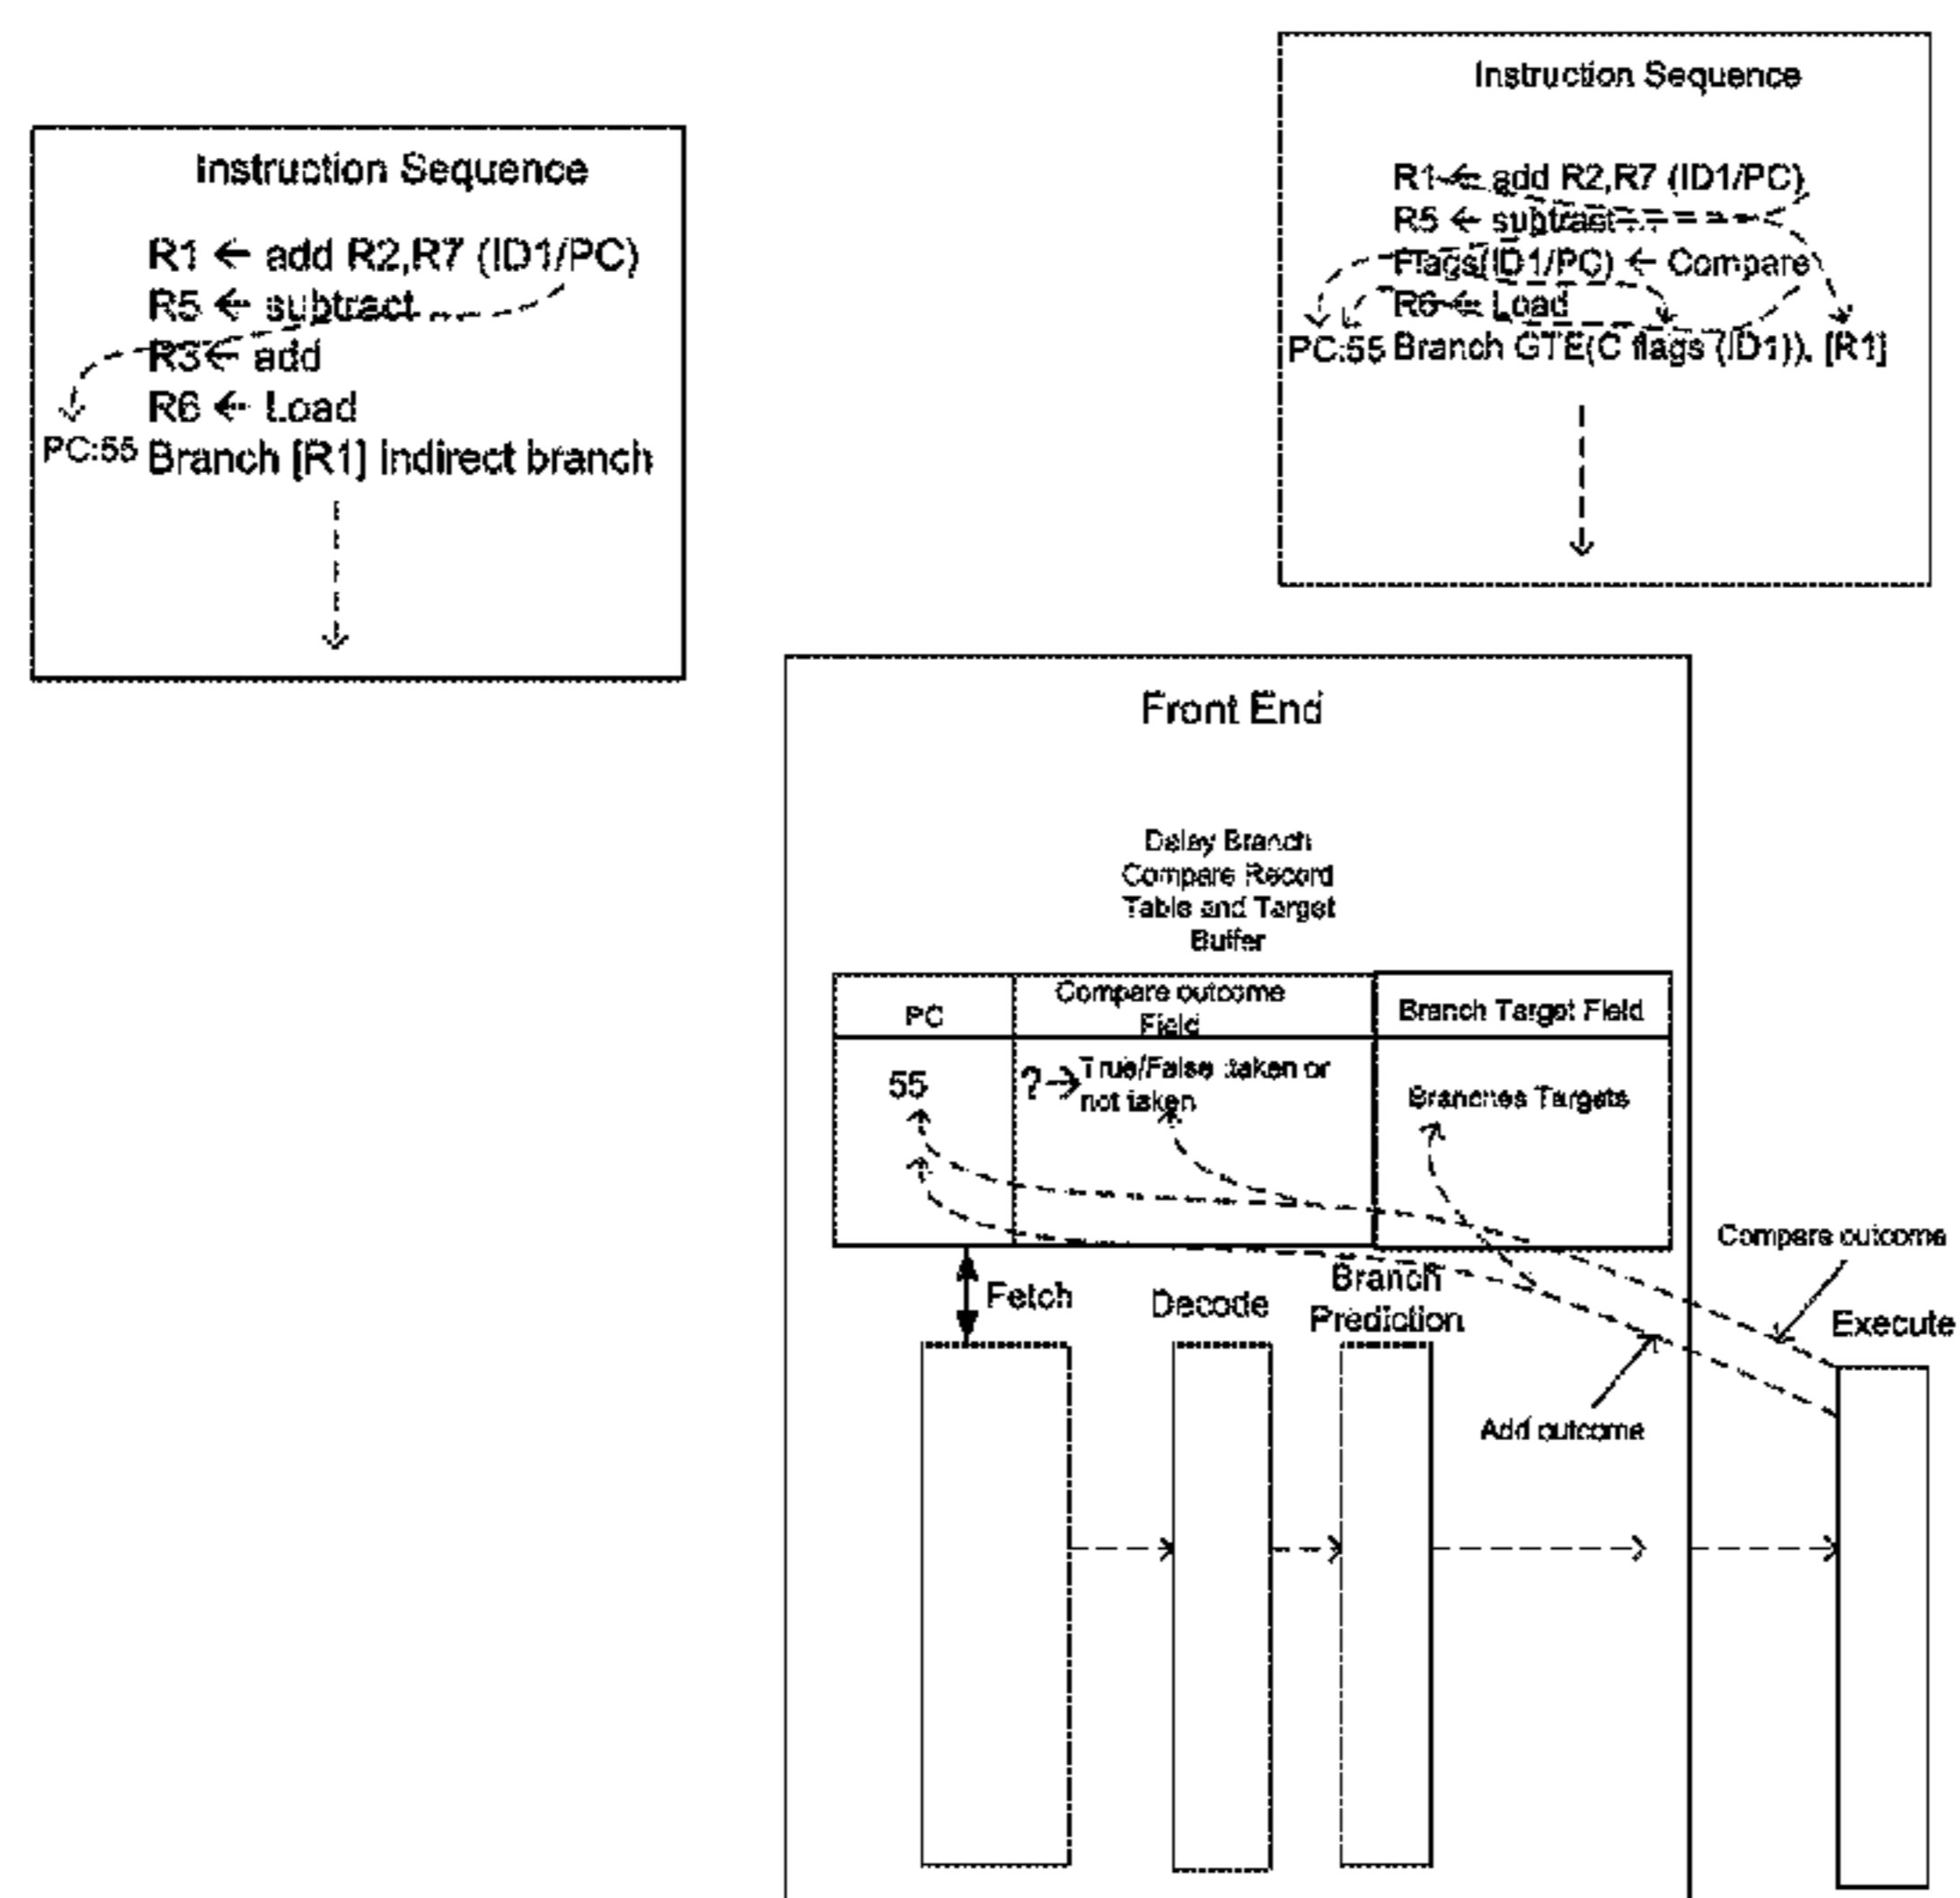 Instruction Sequence
R1 ← add R2,R7 (ID1/PC)
R5 ← subtract
R3 ← add
R6 ← Load
PC:55 Branch [R1] Indirect branch
Instruction Sequence
R1 ← add R2,R7 (ID1/PC)
R5 ← subtract
Flags(ID1/PC) ← Compare
R6 ← Load
PC:55 Branch GTE(C flags (ID1)), [R1]
Front End
Delay Branch
Compare Record
Table and Target
Buffer
PC
Compare outcome
Field
Branch Target Field
55
? → True/False :taken or
not taken
Branches Targets
Compare outcome
Fetch
Decode
Branch
Prediction
Execute
Add outcome